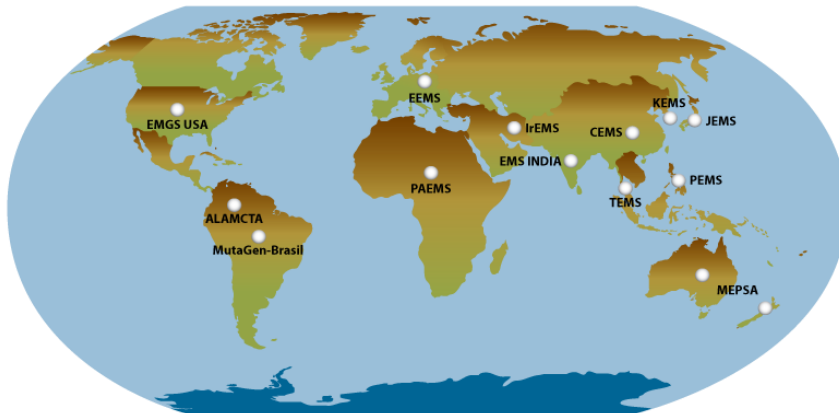 EEMS
KEMS
EMGS USA
IrEMS
CEMS
JEMS
EMS INDIA
PAEMS
PEMS
TEMS
ALAMCTA
MutaGen-Brasil
MEPSA